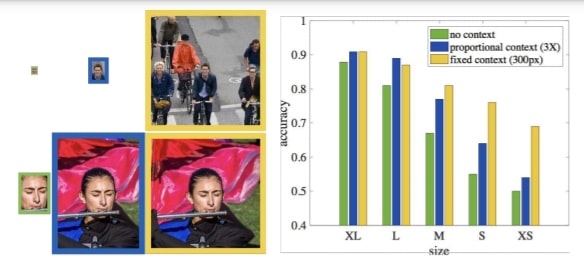 1
0.9
0.8
0.7
0.6
0.5
0.4
accuracy
no context
proportional context (3X)
fixed context (300px)
XL L M S XS
size